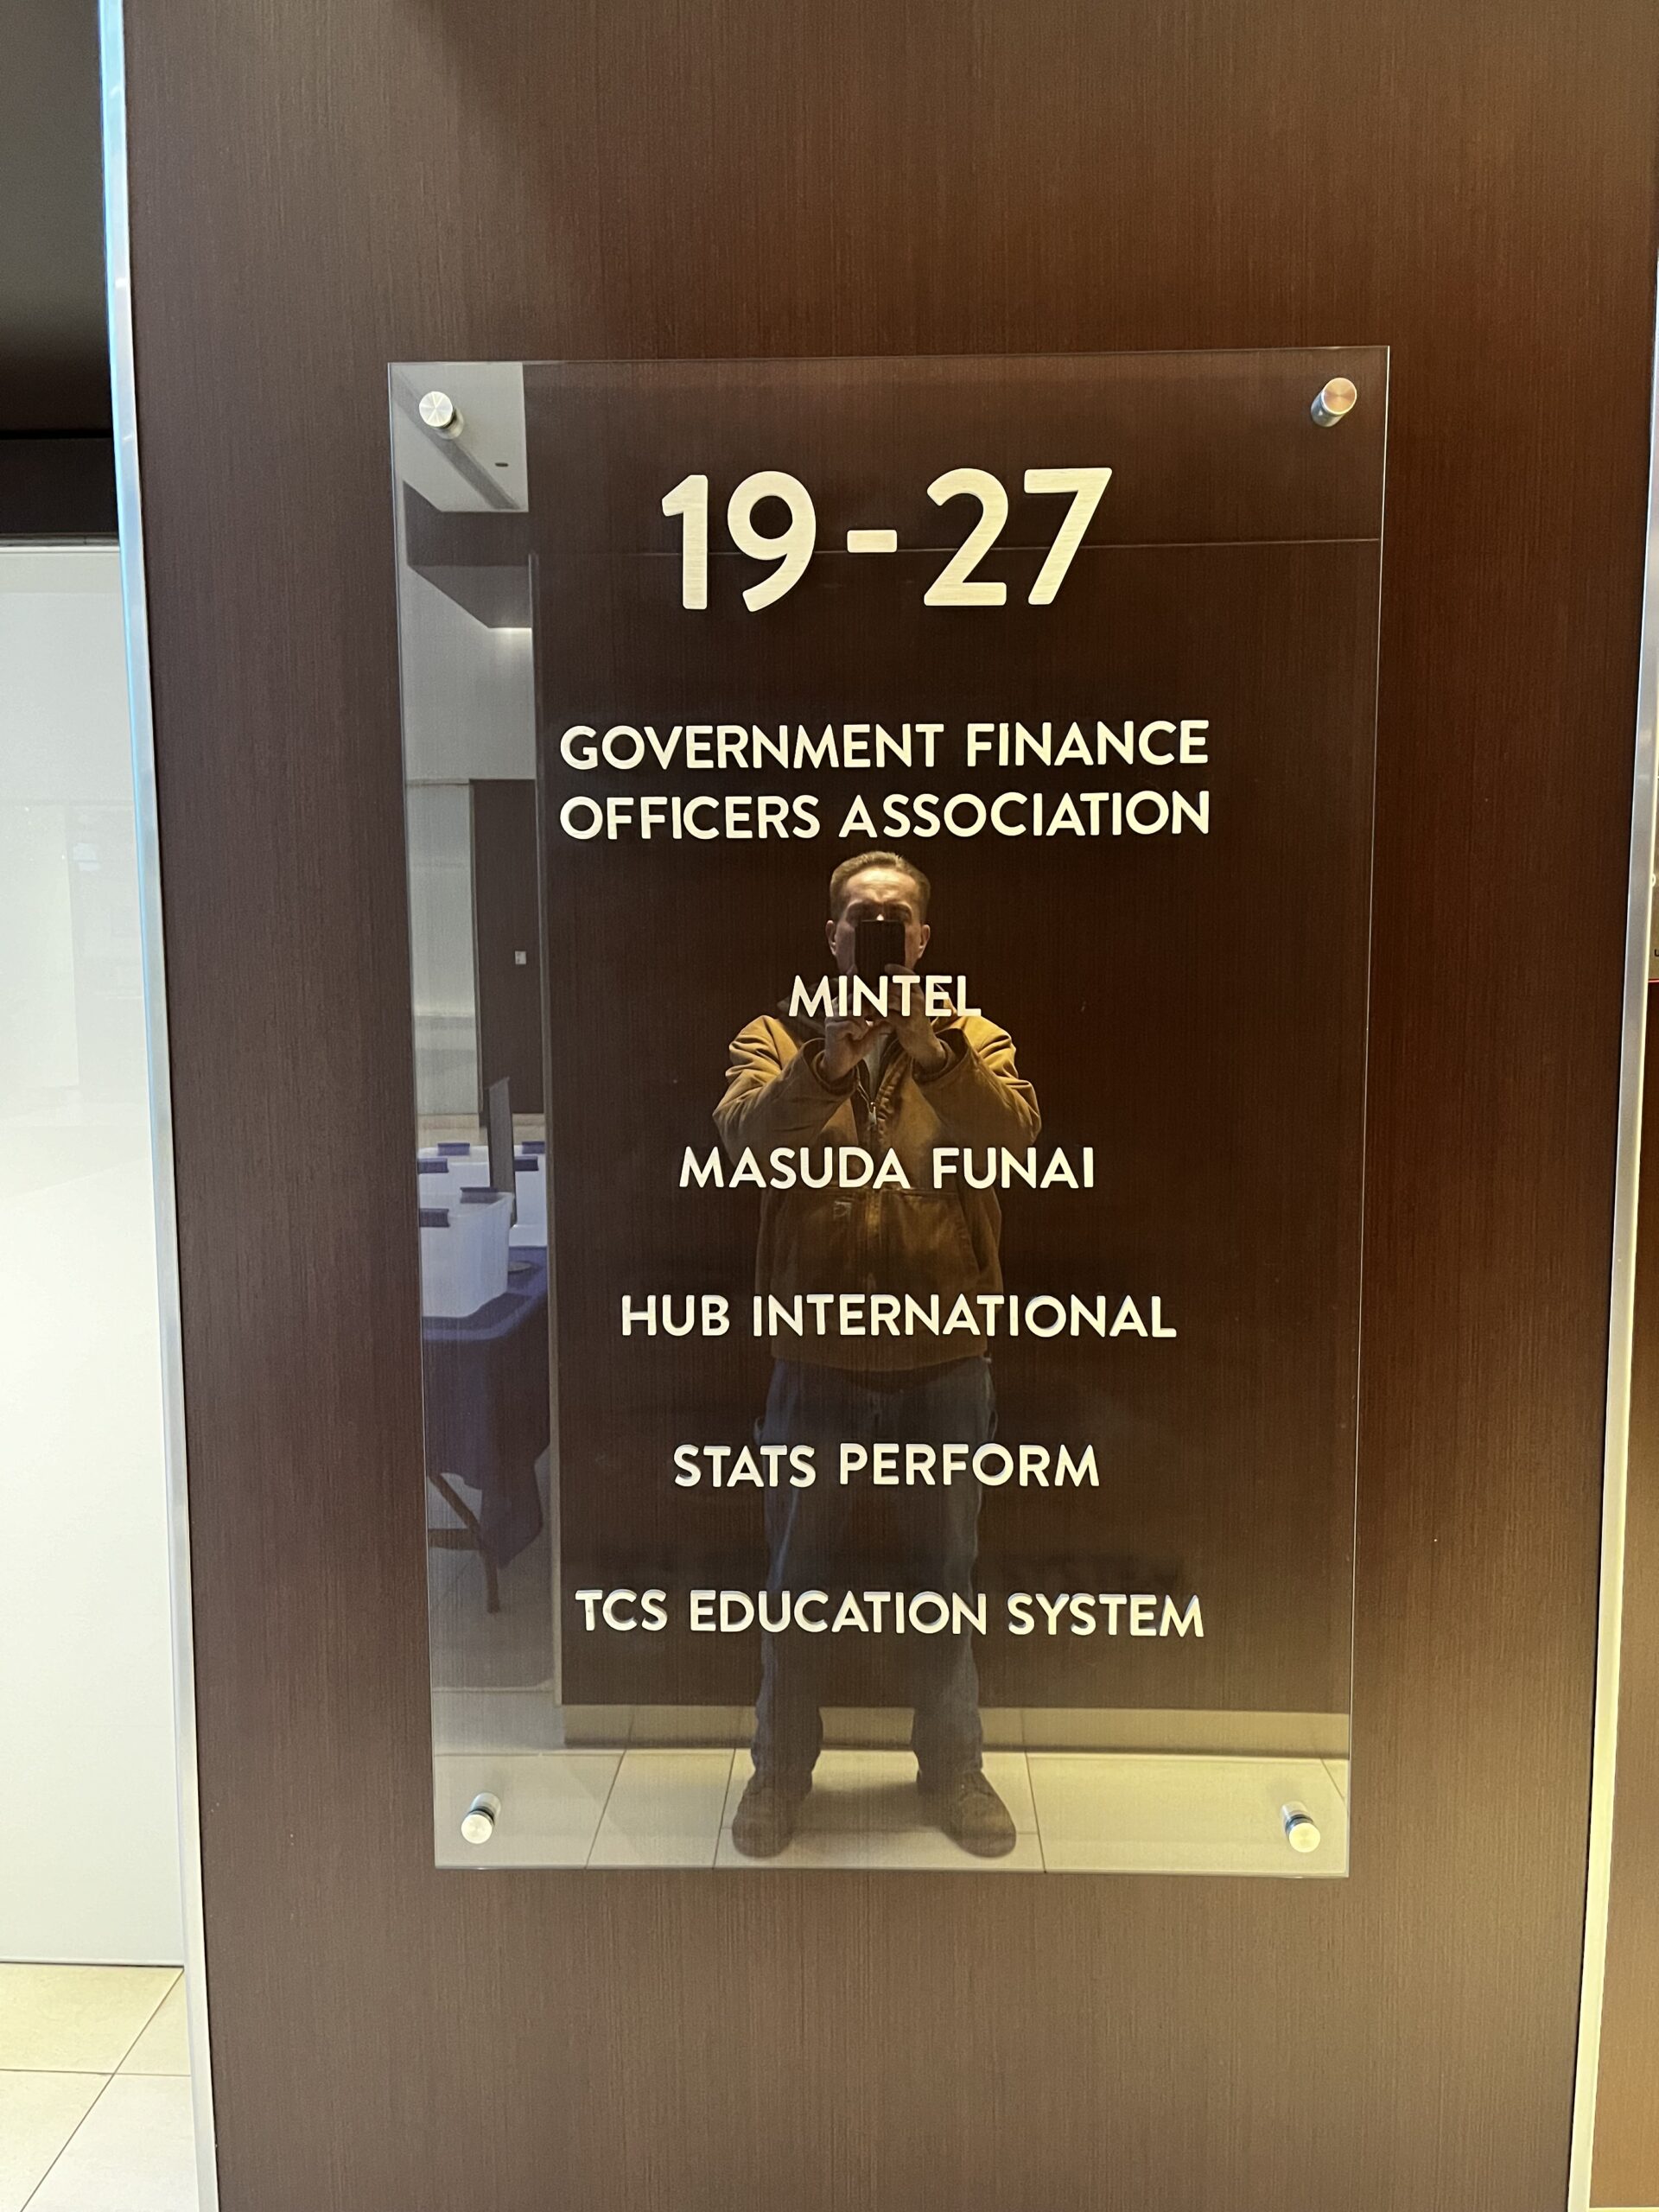 19-27
GOVERNMENT FINANCE
OFFICERS ASSOCIATION
MINTEL
MASUDA FUNAI
HUB INTERNATIONAL
STATS PERFORM
TCS EDUCATION SYSTEM